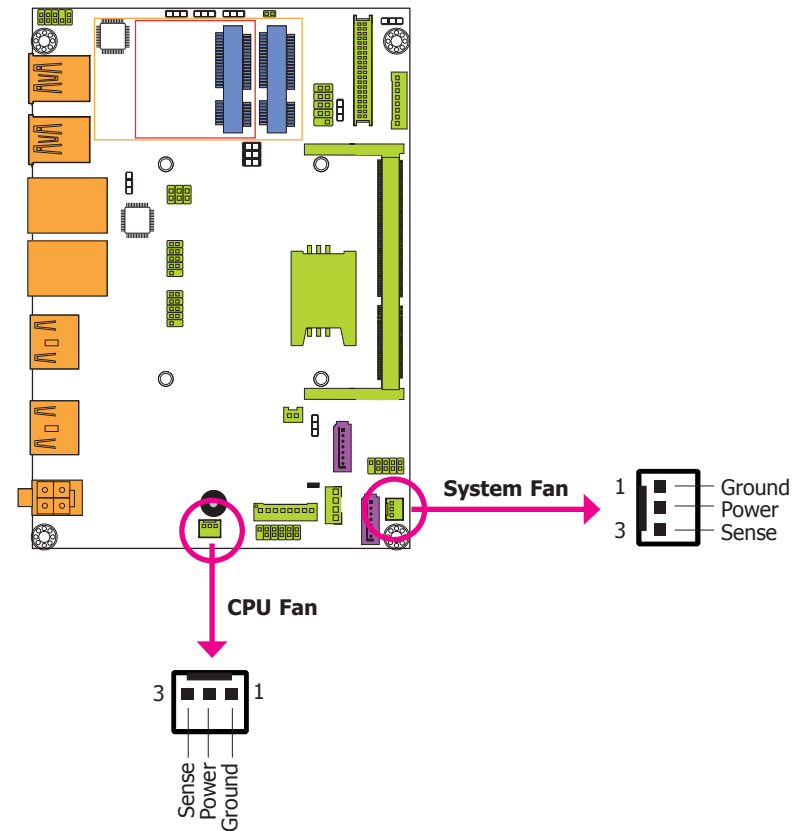 System Fan
1
3
Ground
Power
Sense
CPU Fan
3
1
Sense
Power
Ground